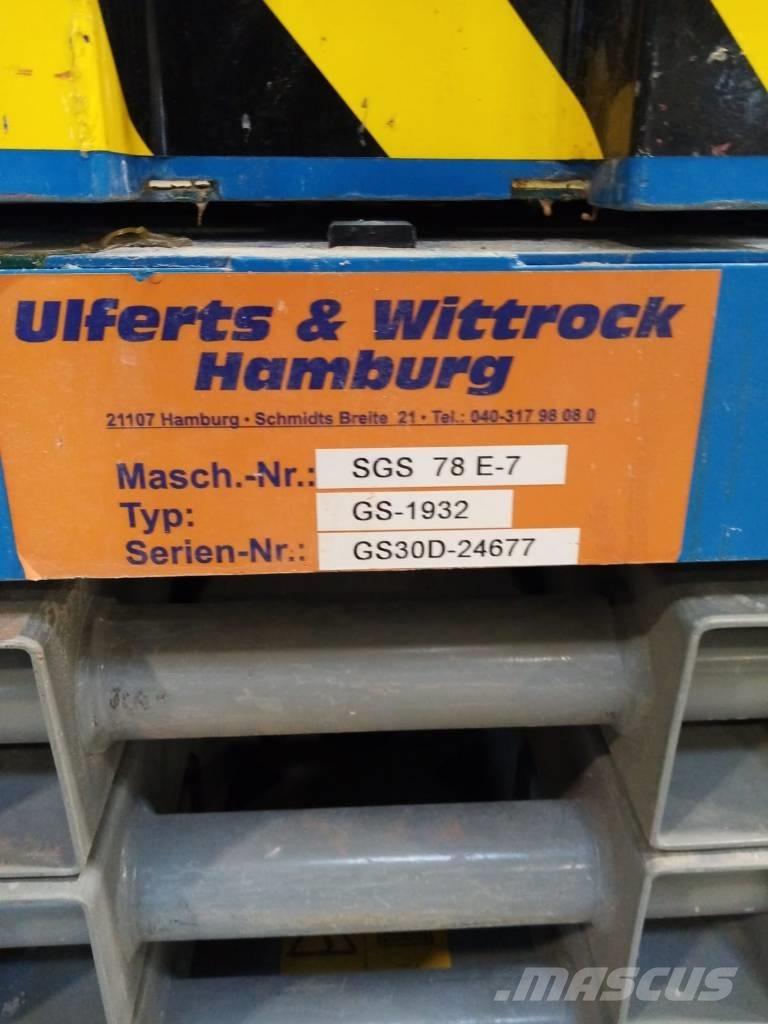 Ulferts & Wittrock
Hamburg
21107 Hamburg • Schmidts Breite 21 • Tel.: 040-317 98 08 0
Masch.-Nr.: SGS 78 E-7
Typ: GS-1932
Serien-Nr.: GS30D-24677
MASCUS